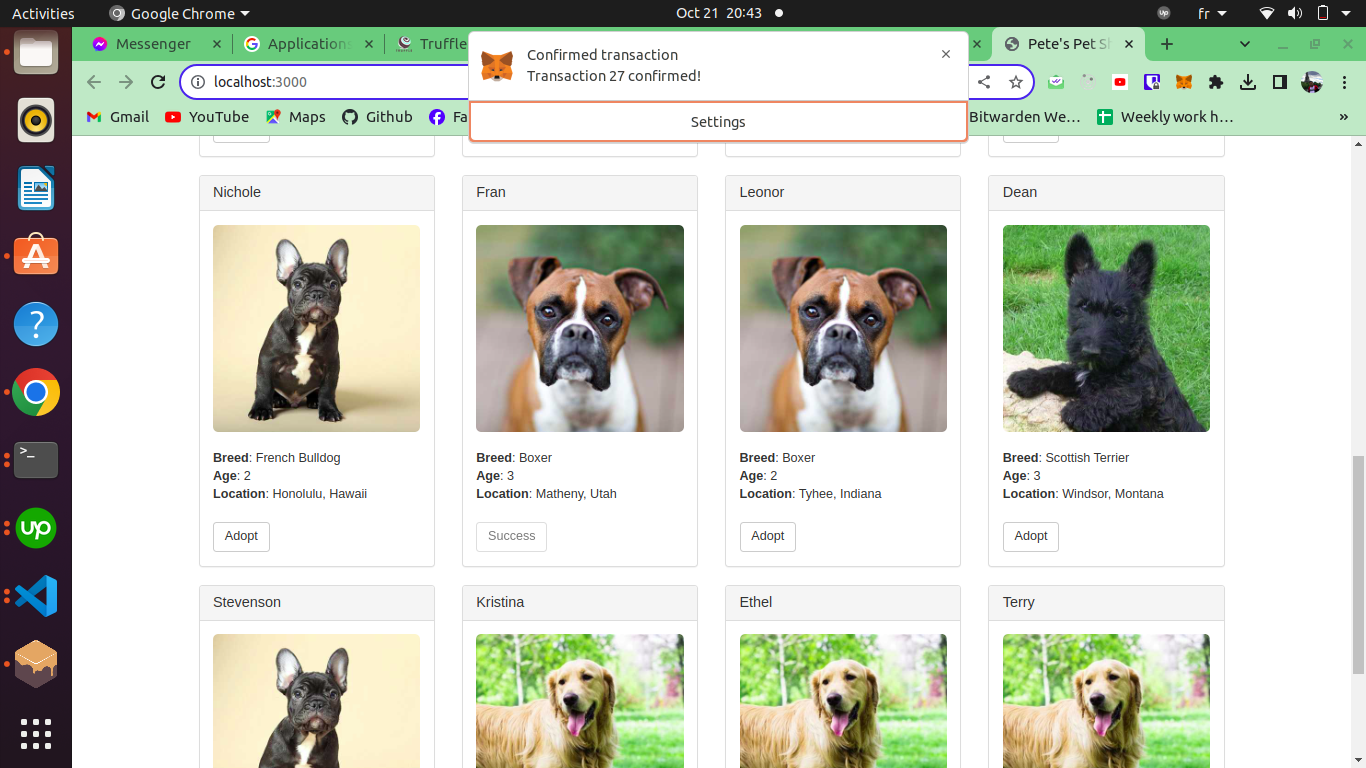 Activities Google Chrome Oct 21 20:43 fr
Messenger Applications Truffle Pete's Pet Sh
Confirmed transaction
Transaction 27 confirmed!
Settings
localhost:3000
Gmail YouTube Maps Github Fa Bitwarden We… Weekly work h… »
Nichole Fran Leonor Dean
Breed: French Bulldog
Age: 2
Location: Honolulu, Hawaii
Adopt
Breed: Boxer
Age: 3
Location: Matheny, Utah
Success
Breed: Boxer
Age: 2
Location: Tyhee, Indiana
Adopt
Breed: Scottish Terrier
Age: 3
Location: Windsor, Montana
Adopt
Stevenson Kristina Ethel Terry
up
>_